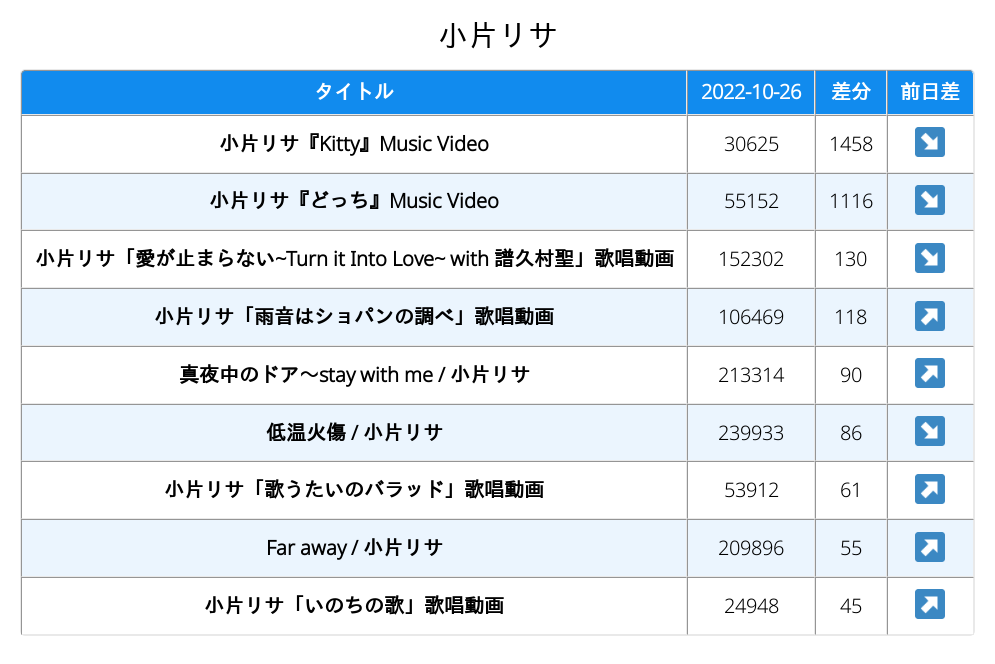 小片リサ
タイトル 2022-10-26 差分 前日差
小片リサ『Kitty』Music Video 30625 1458 ↘
小片リサ『どっち』Music Video 55152 1116 ↘
小片リサ「愛が止まらない~Turn it Into Love~ with 譜久村聖」歌唱動画 152302 130 ↘
小片リサ「雨音はショパンの調べ」歌唱動画 106469 118 ↗
真夜中のドア〜stay with me / 小片リサ 213314 90 ↗
低温火傷 / 小片リサ 239933 86 ↘
小片リサ「歌うたいのバラッド」歌唱動画 53912 61 ↗
Far away / 小片リサ 209896 55 ↗
小片リサ「いのちの歌」歌唱動画 24948 45 ↗